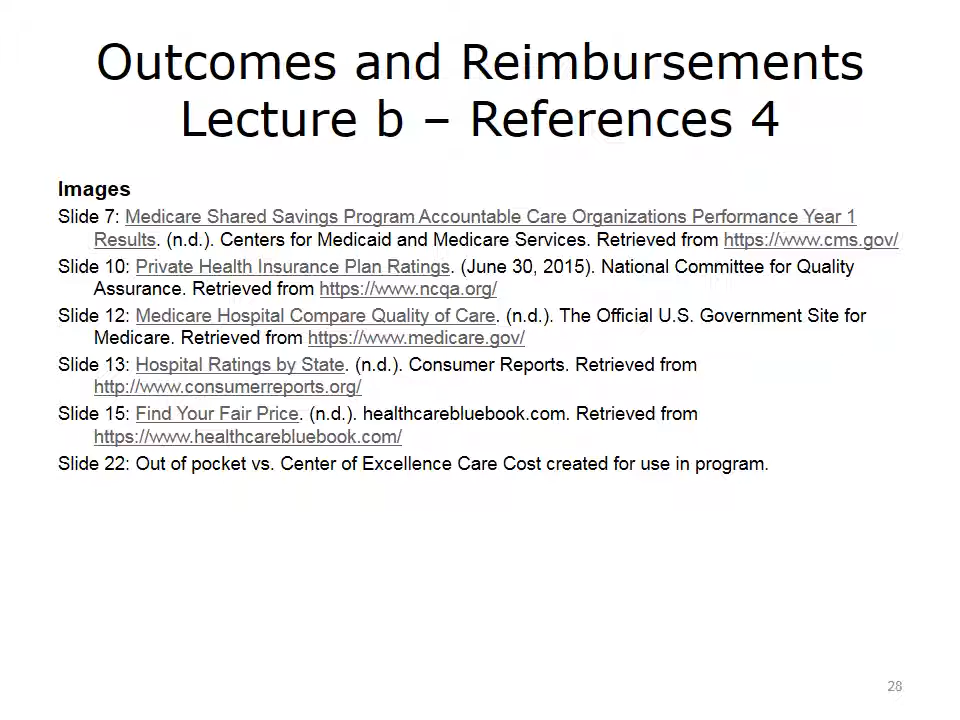 Outcomes and Reimbursements
Lecture b – References 4
Images
Slide 7: Medicare Shared Savings Program Accountable Care Organizations Performance Year 1
Results. (n.d.). Centers for Medicaid and Medicare Services. Retrieved from https://www.cms.gov/
Slide 10: Private Health Insurance Plan Ratings. (June 30, 2015). National Committee for Quality
Assurance. Retrieved from https://www.ncqa.org/
Slide 12: Medicare Hospital Compare Quality of Care. (n.d.). The Official U.S. Government Site for
Medicare. Retrieved from https://www.medicare.gov/
Slide 13: Hospital Ratings by State. (n.d.). Consumer Reports. Retrieved from
http://www.consumerreports.org/
Slide 15: Find Your Fair Price. (n.d.). healthcarebluebook.com. Retrieved from
https://www.healthcarebluebook.com/
Slide 22: Out of pocket vs. Center of Excellence Care Cost created for use in program.
28